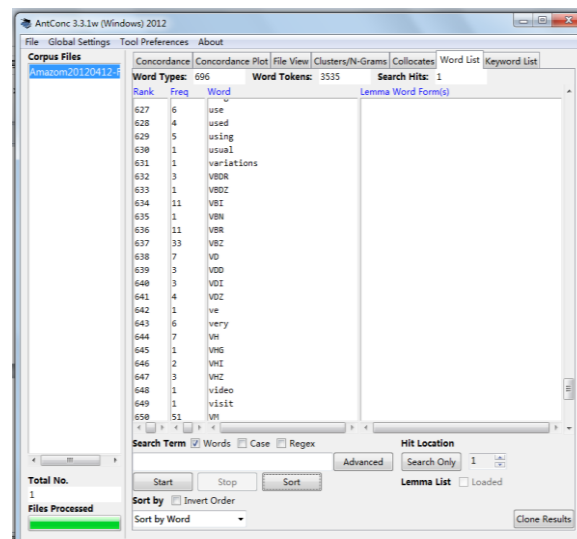 AntConc 3.3.1w (Windows) 2012
File Global Settings Tool Preferences About
Corpus Files
Amazom20120412-F
Concordance Concordance Plot File View Clusters/N-Grams Collocates Word List Keyword List
Word Types: 696 Word Tokens: 3535 Search Hits: 1
Rank Freq Word Lemma Word Form(s)
627 6 use
628 4 used
629 5 using
630 1 usual
631 1 variations
632 3 VBDR
633 1 VBDZ
634 11 VBI
635 1 VBN
636 11 VBR
637 33 VBZ
638 7 VD
639 3 VDD
640 3 VDI
641 4 VDZ
642 1 ve
643 6 very
644 7 VH
645 1 VHG
646 2 VHI
647 3 VHZ
648 1 video
649 1 visit
650 51 VM
Search Term Words Case Regex Hit Location
Advanced Search Only 1
Total No.
1
Start Stop Sort Lemma List Loaded
Files Processed
Sort by Invert Order
Sort by Word Clone Results